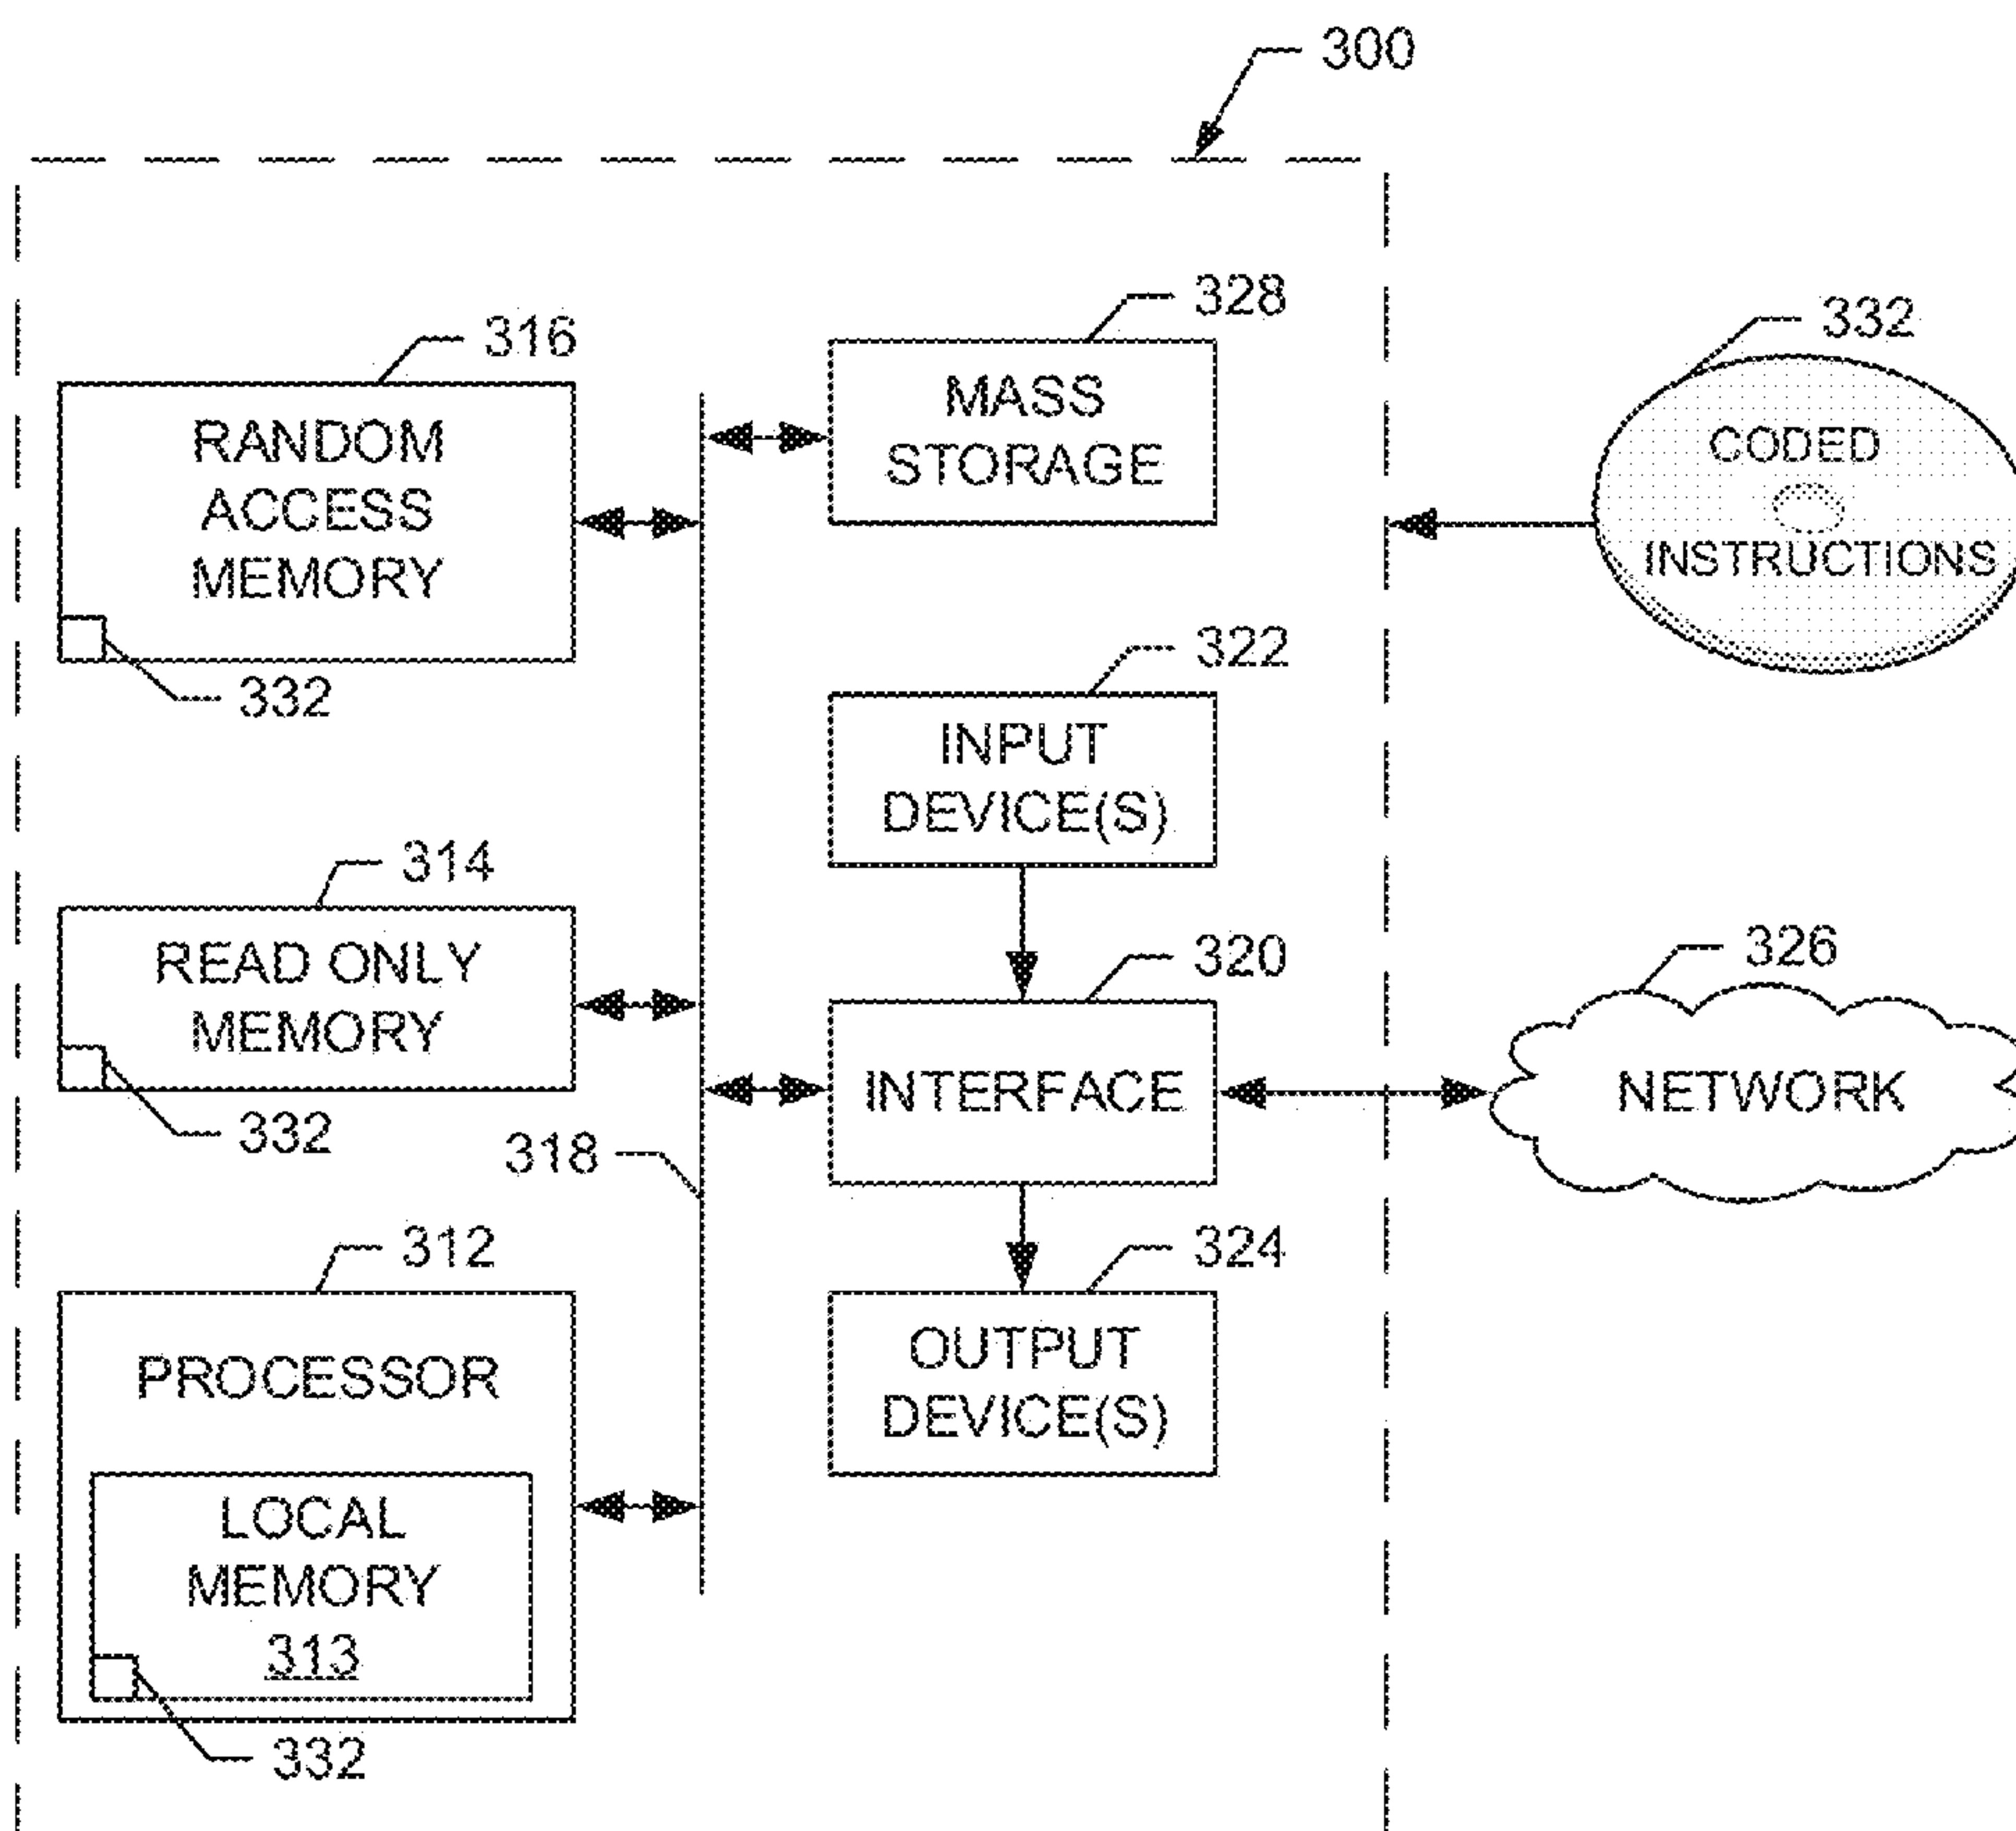 300
316
RANDOM
ACCESS
MEMORY
332
328
MASS
STORAGE
332
CODED
INSTRUCTIONS
322
INPUT
DEVICE(S)
314
READ ONLY
MEMORY
332
320
INTERFACE
326
NETWORK
318
312
PROCESSOR
LOCAL
MEMORY
313
332
324
OUTPUT
DEVICE(S)